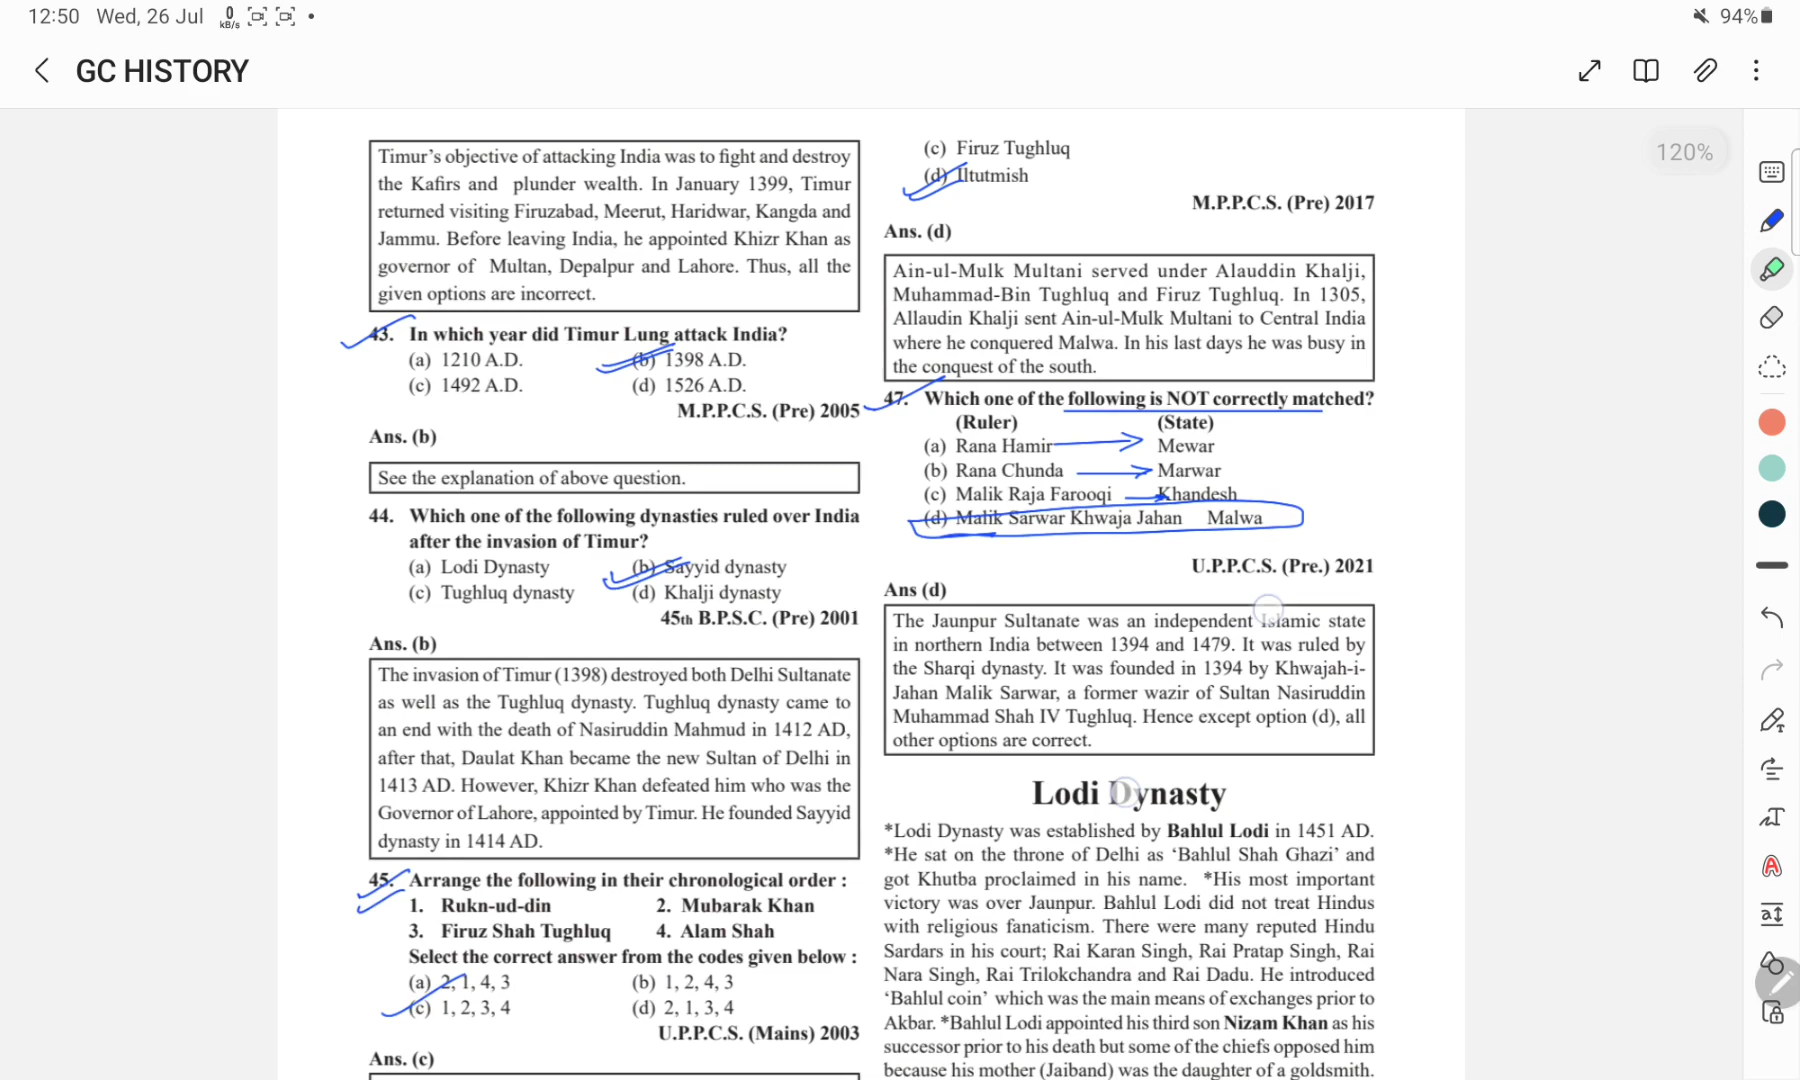 12:50 Wed, 26 Jul 0 kB/s
94%
GC HISTORY
120%
Timur's objective of attacking India was to fight and destroy
the Kafirs and plunder wealth. In January 1399, Timur
returned visiting Firuzabad, Meerut, Haridwar, Kangda and
Jammu. Before leaving India, he appointed Khizr Khan as
governor of Multan, Depalpur and Lahore. Thus, all the
given options are incorrect.
43. In which year did Timur Lung attack India?
(a) 1210 A.D. (b) 1398 A.D.
(c) 1492 A.D. (d) 1526 A.D.
M.P.P.C.S. (Pre) 2005
Ans. (b)
See the explanation of above question.
44. Which one of the following dynasties ruled over India
after the invasion of Timur?
(a) Lodi Dynasty (b) Sayyid dynasty
(c) Tughluq dynasty (d) Khalji dynasty
45th B.P.S.C. (Pre) 2001
Ans. (b)
The invasion of Timur (1398) destroyed both Delhi Sultanate
as well as the Tughluq dynasty. Tughluq dynasty came to
an end with the death of Nasiruddin Mahmud in 1412 AD,
after that, Daulat Khan became the new Sultan of Delhi in
1413 AD. However, Khizr Khan defeated him who was the
Governor of Lahore, appointed by Timur. He founded Sayyid
dynasty in 1414 AD.
45. Arrange the following in their chronological order :
1. Rukn-ud-din 2. Mubarak Khan
3. Firuz Shah Tughluq 4. Alam Shah
Select the correct answer from the codes given below :
(a) 2, 1, 4, 3 (b) 1, 2, 4, 3
(c) 1, 2, 3, 4 (d) 2, 1, 3, 4
U.P.P.C.S. (Mains) 2003
Ans. (c)
(c) Firuz Tughluq
(d) Iltutmish
M.P.P.C.S. (Pre) 2017
Ans. (d)
Ain-ul-Mulk Multani served under Alauddin Khalji,
Muhammad-Bin Tughluq and Firuz Tughluq. In 1305,
Allaudin Khalji sent Ain-ul-Mulk Multani to Central India
where he conquered Malwa. In his last days he was busy in
the conquest of the south.
47. Which one of the following is NOT correctly matched?
(Ruler) (State)
(a) Rana Hamir Mewar
(b) Rana Chunda Marwar
(c) Malik Raja Farooqi Khandesh
(d) Malik Sarwar Khwaja Jahan Malwa
U.P.P.C.S. (Pre.) 2021
Ans (d)
The Jaunpur Sultanate was an independent Islamic state
in northern India between 1394 and 1479. It was ruled by
the Sharqi dynasty. It was founded in 1394 by Khwajah-i-
Jahan Malik Sarwar, a former wazir of Sultan Nasiruddin
Muhammad Shah IV Tughluq. Hence except option (d), all
other options are correct.
Lodi Dynasty
*Lodi Dynasty was established by Bahlul Lodi in 1451 AD.
*He sat on the throne of Delhi as 'Bahlul Shah Ghazi' and
got Khutba proclaimed in his name. *His most important
victory was over Jaunpur. Bahlul Lodi did not treat Hindus
with religious fanaticism. There were many reputed Hindu
Sardars in his court; Rai Karan Singh, Rai Pratap Singh, Rai
Nara Singh, Rai Trilokchandra and Rai Dadu. He introduced
'Bahlul coin' which was the main means of exchanges prior to
Akbar. *Bahlul Lodi appointed his third son Nizam Khan as his
successor prior to his death but some of the chiefs opposed him
because his mother (Jaiband) was the daughter of a goldsmith.